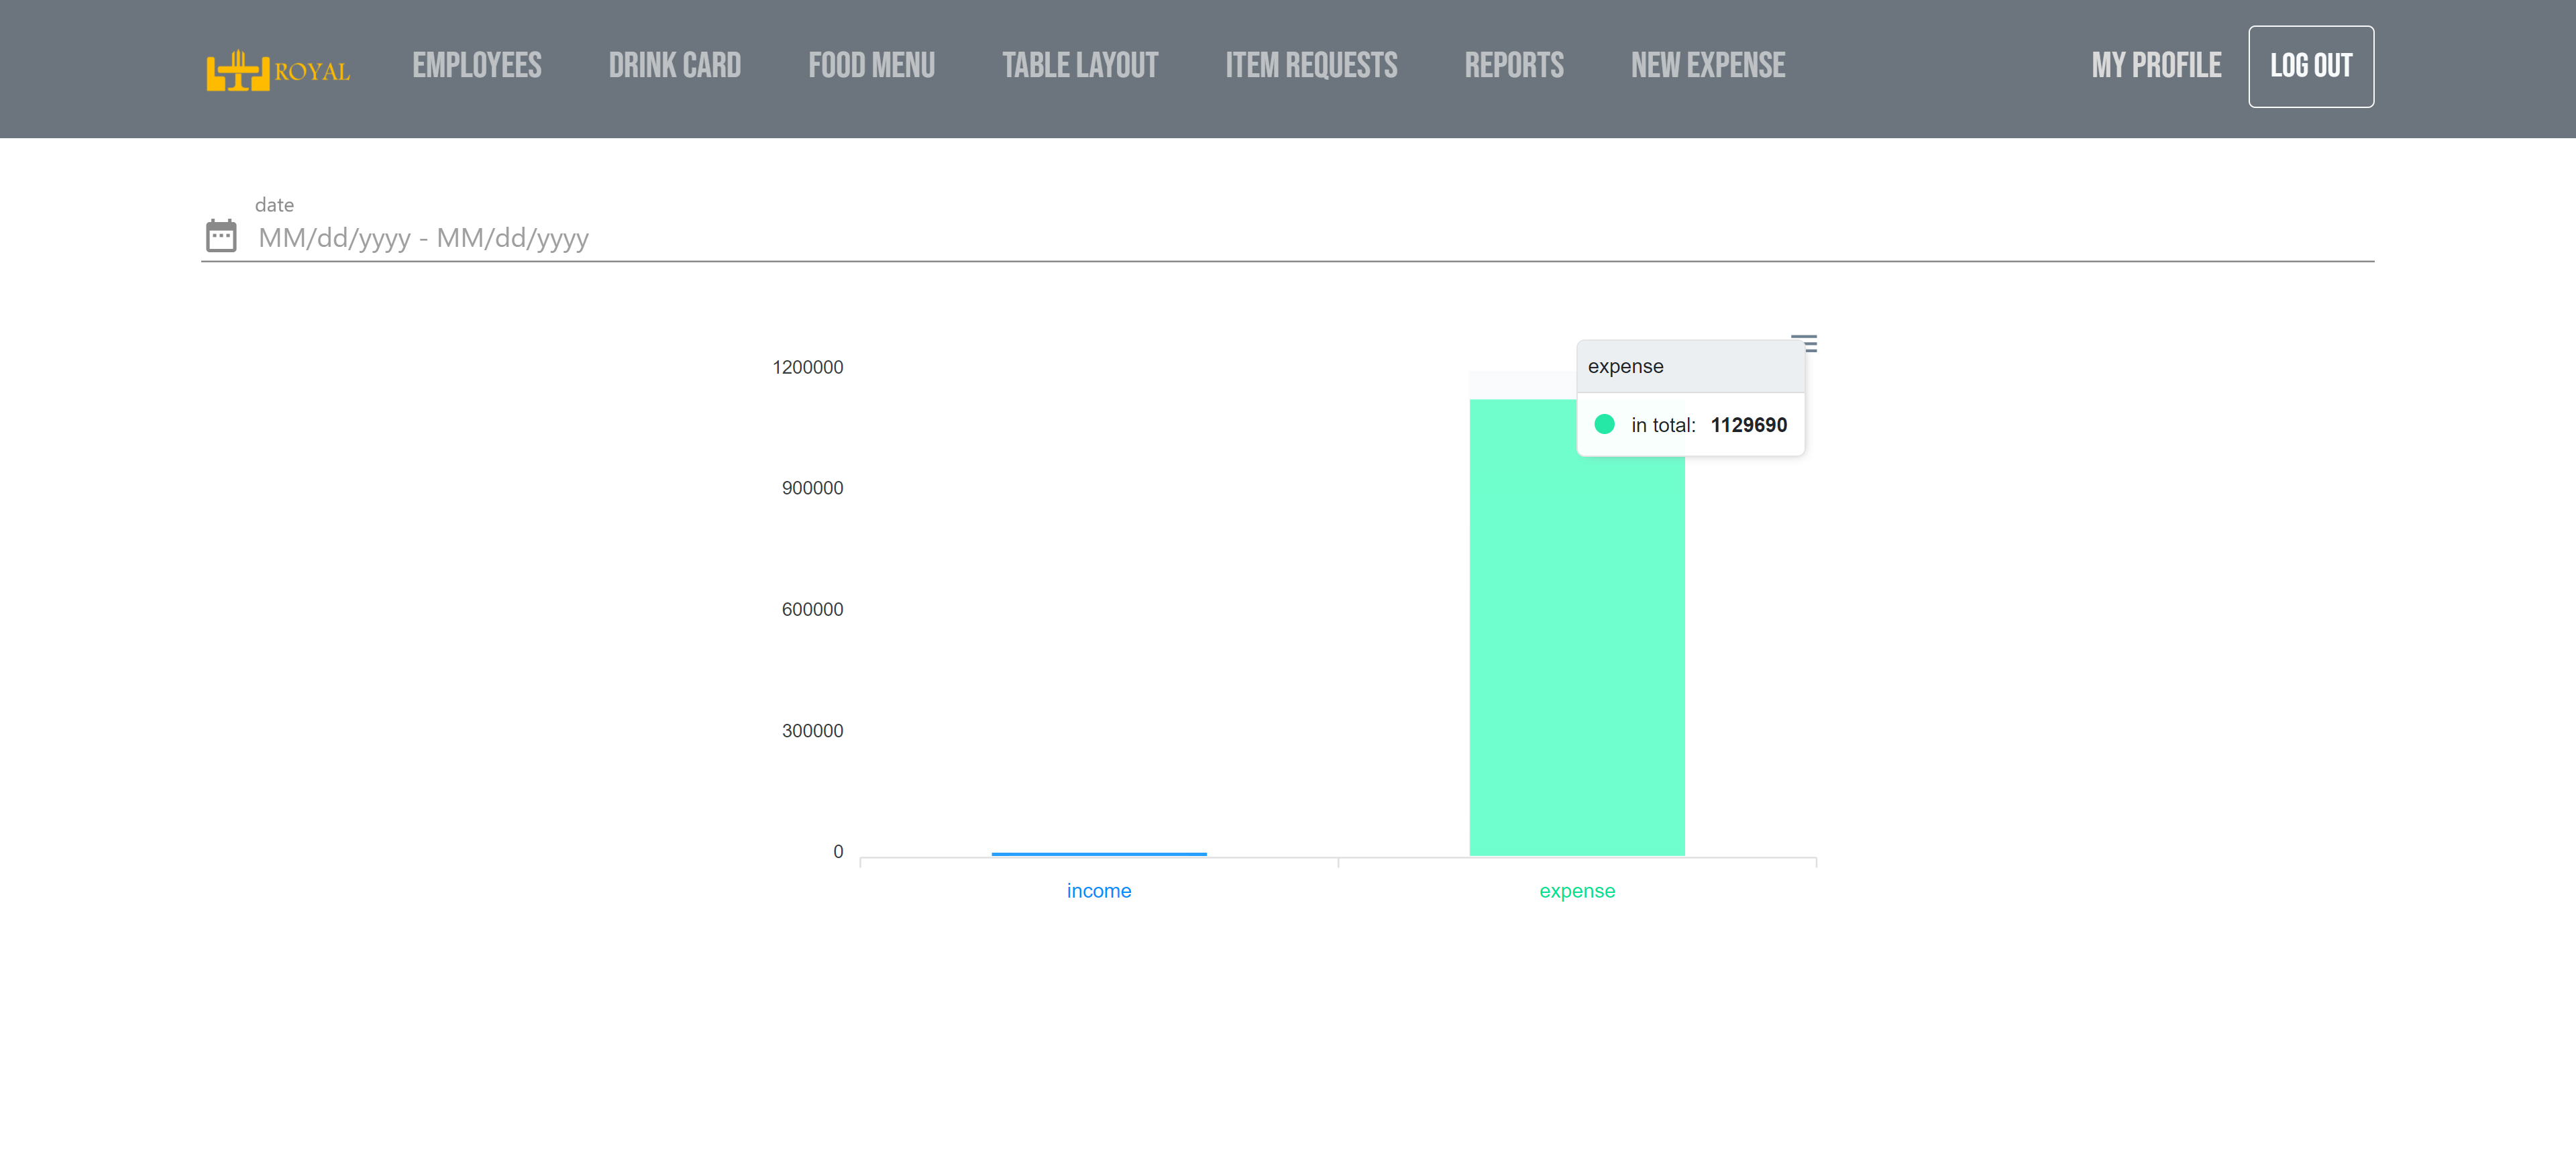 ROYAL EMPLOYEES DRINK CARD FOOD MENU TABLE LAYOUT ITEM REQUESTS REPORTS NEW EXPENSE MY PROFILE LOG OUT
date
MM/dd/yyyy - MM/dd/yyyy
1200000
expense
in total: 1129690
900000
600000
300000
0
income expense